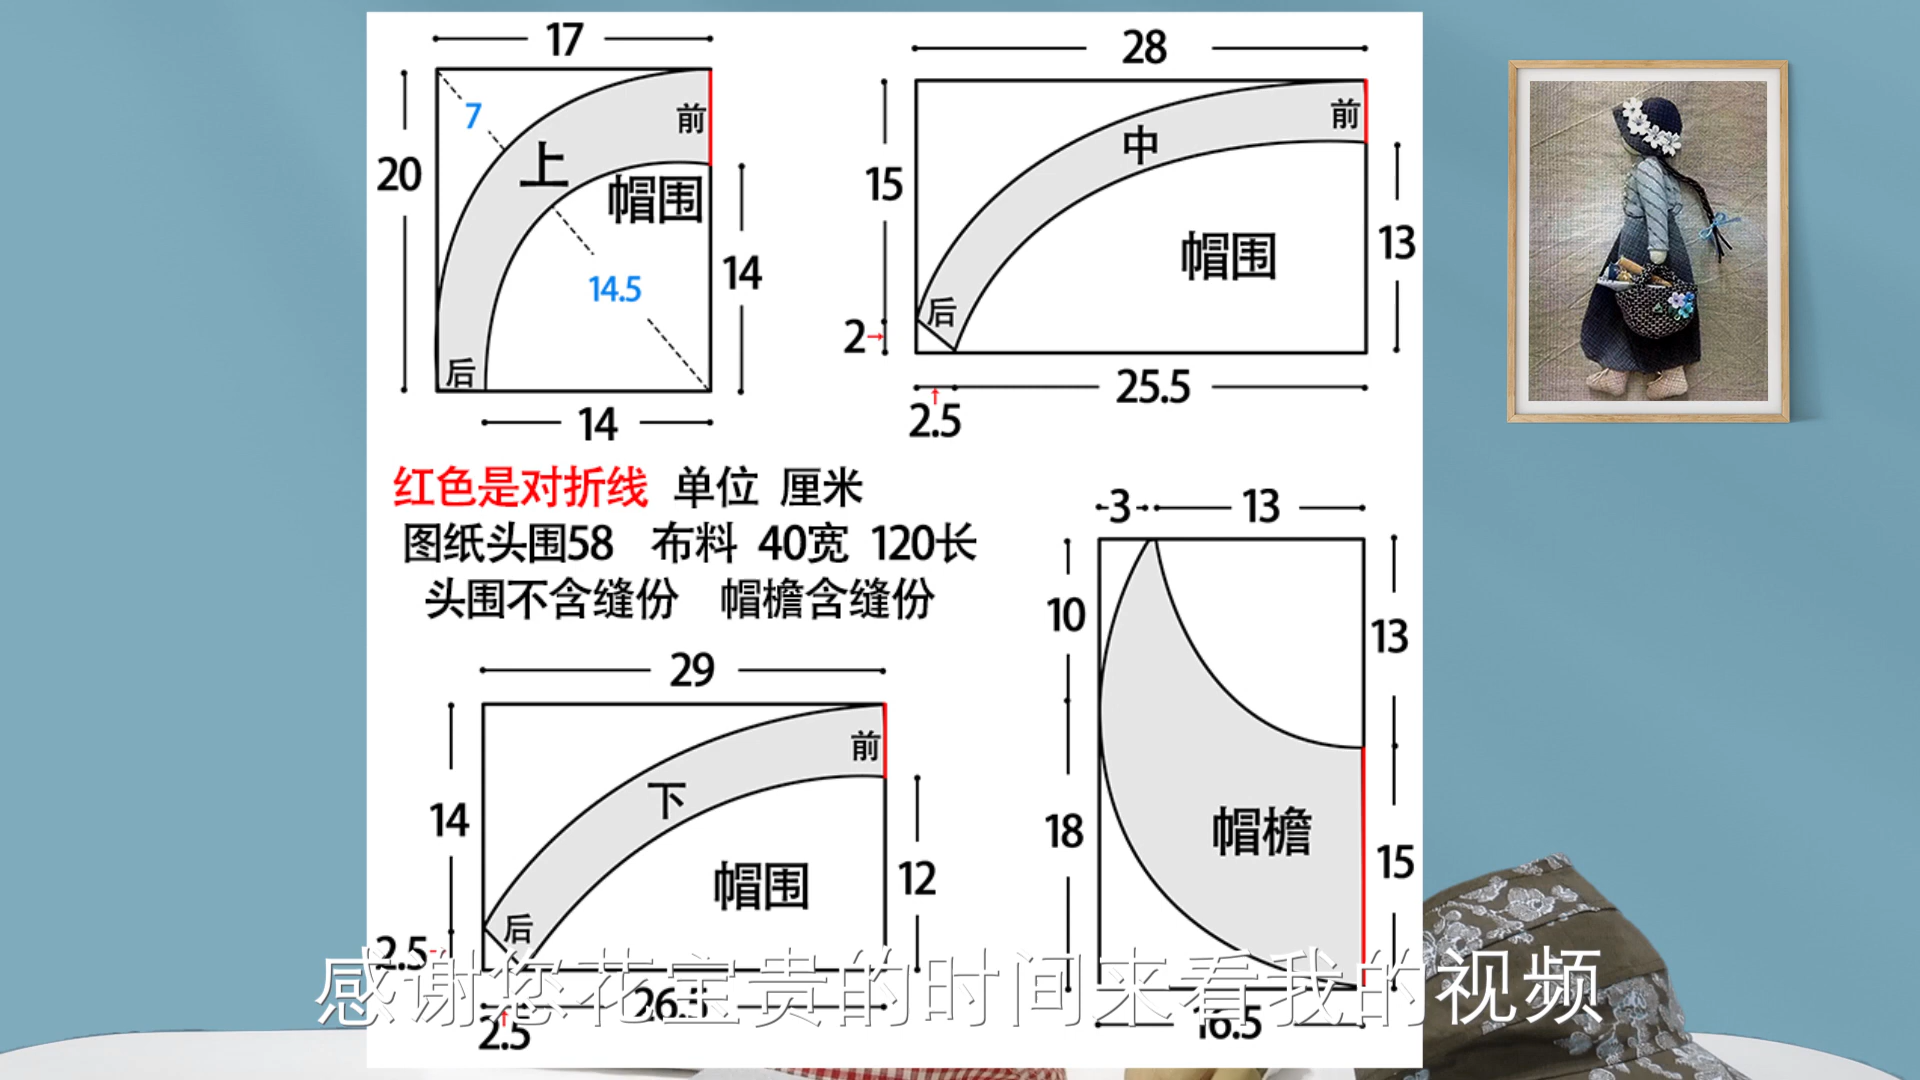 17
7
前
上
20
帽围
14
14.5
后
14
28
前
中
15
帽围
13
后
2
25.5
2.5
红色是对折线 单位 厘米
图纸头围58 布料 40宽 120长
头围不含缝份 帽檐含缝份
29
前
下
14
帽围
12
后
2.5
26.5
2.5
3
13
10
13
帽檐
18
15
16.5
感谢您花宝贵的时间来看我的视频